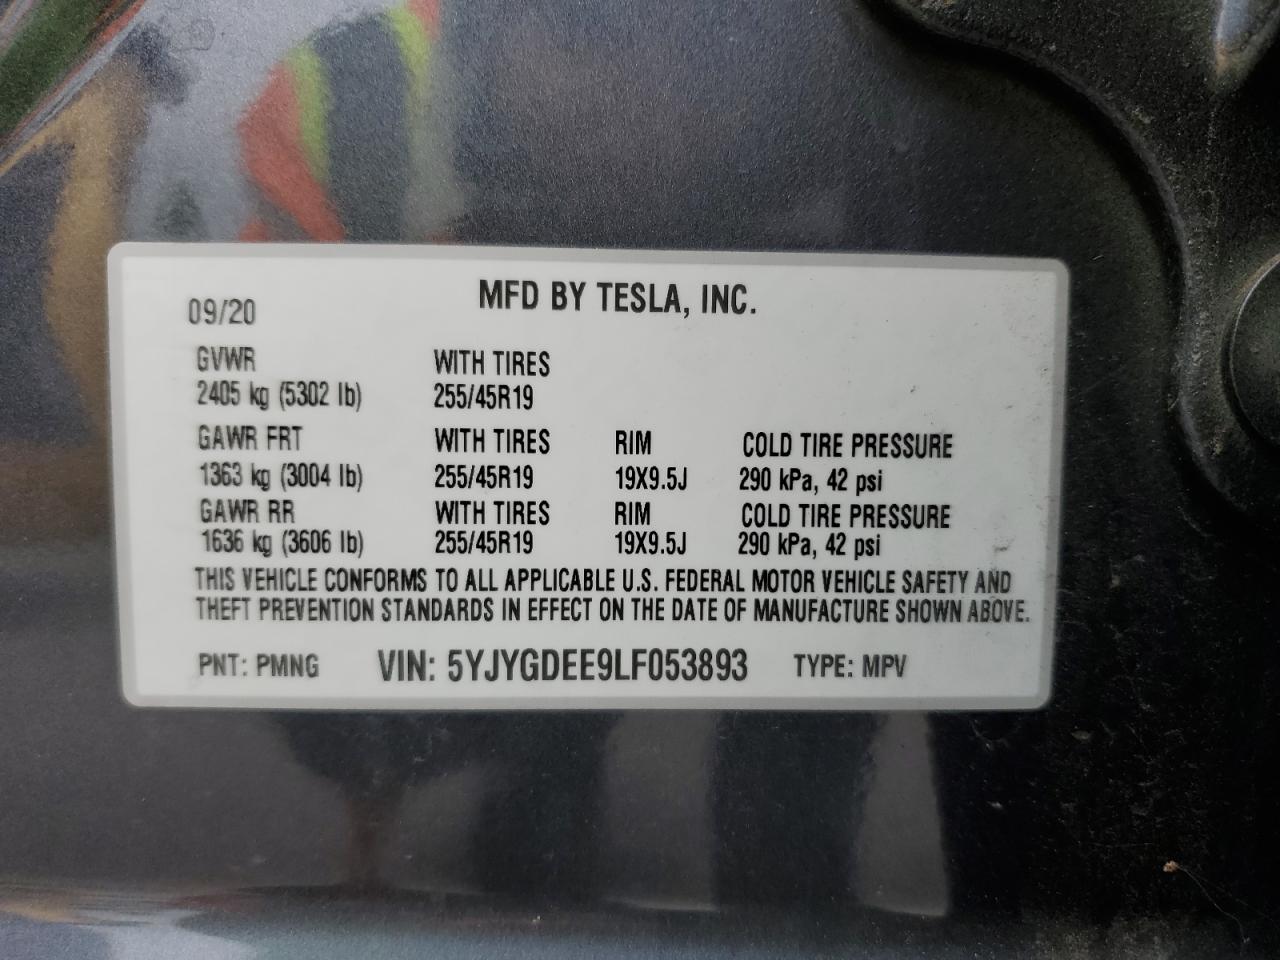 MFD BY TESLA, INC.
09/20
GVWR WITH TIRES
2405 kg (5302 lb) 255/45R19
GAWR FRT WITH TIRES RIM COLD TIRE PRESSURE
1363 kg (3004 lb) 255/45R19 19X9.5J 290 kPa, 42 psi
GAWR RR WITH TIRES RIM COLD TIRE PRESSURE
1636 kg (3606 lb) 255/45R19 19X9.5J 290 kPa, 42 psi
THIS VEHICLE CONFORMS TO ALL APPLICABLE U.S. FEDERAL MOTOR VEHICLE SAFETY AND
THEFT PREVENTION STANDARDS IN EFFECT ON THE DATE OF MANUFACTURE SHOWN ABOVE.
PNT: PMNG VIN: 5YJYGDEE9LF053893 TYPE: MPV